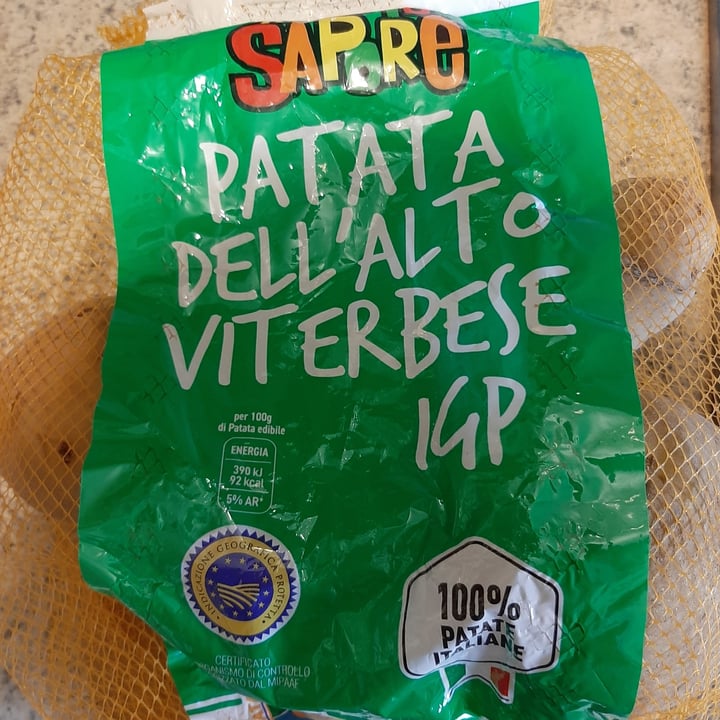 SAPORE
PATATA
DELL'ALTO
VITERBESE
IGP
per 100g
di Patata edibile
ENERGIA
390 kJ
92 kcal
5% AR*
INDICAZIONE GEOGRAFICA PROTETTA
100%
PATATE
ITALIANE
CERTIFICATO
ORGANISMO DI CONTROLLO
DAL MIPAAF